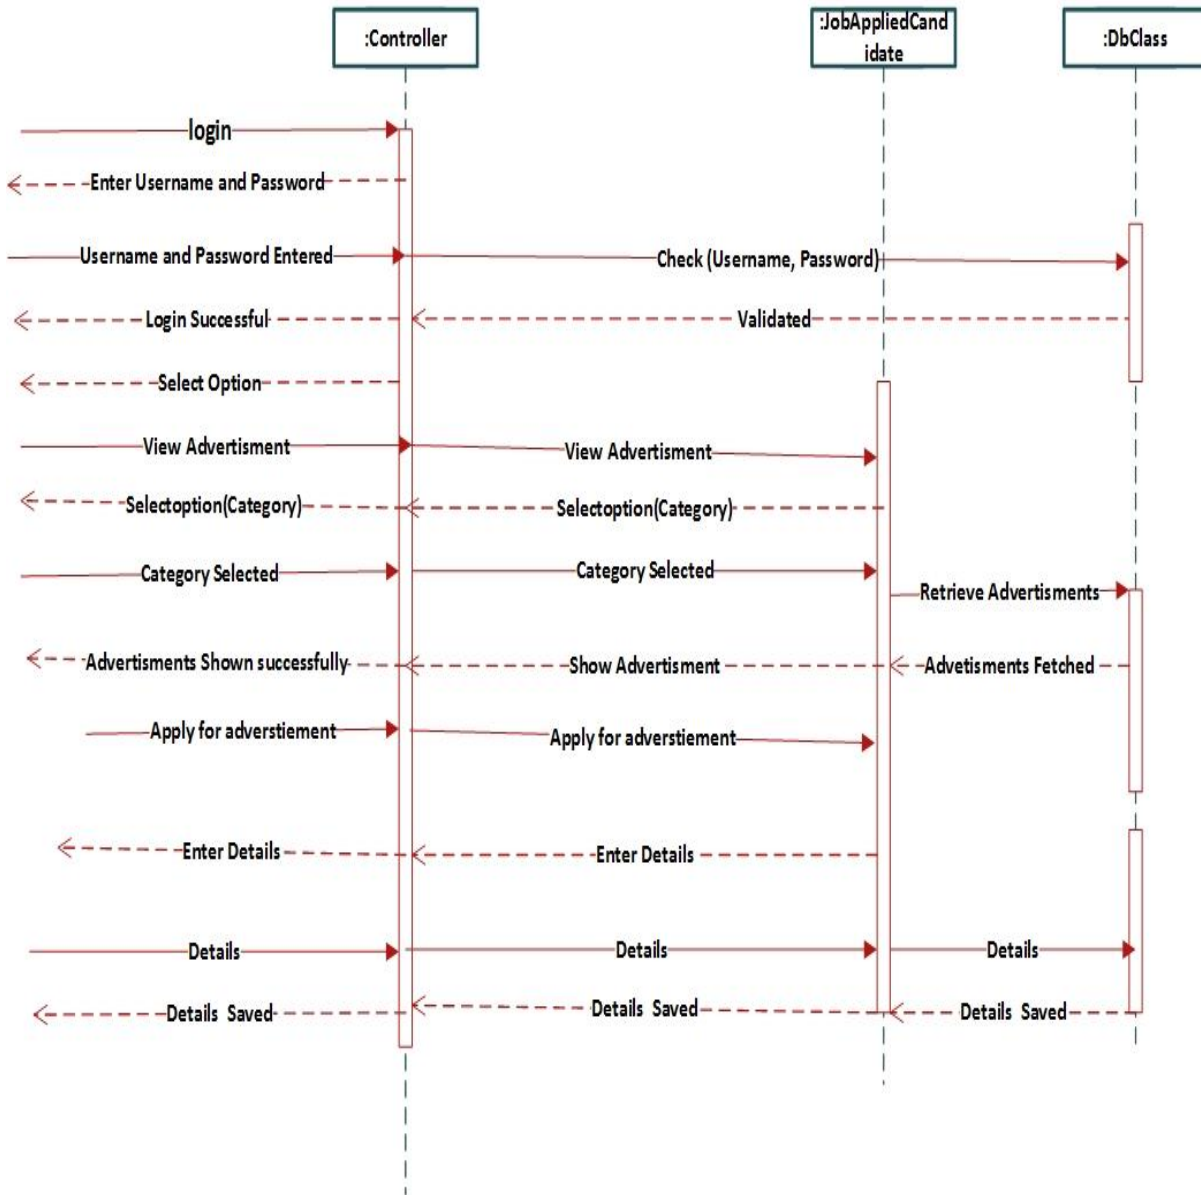 :Controller
:JobAppliedCand
idate
:DbClass
login
Enter Username and Password
Username and Password Entered
Check (Username, Password)
Login Successful
Validated
Select Option
View Advertisment
View Advertisment
Selectoption(Category)
Selectoption(Category)
Category Selected
Category Selected
Retrieve Advertisments
Advertisments Shown successfully
Show Advertisment
Advetisments Fetched
Apply for adverstiement
Apply for adverstiement
Enter Details
Enter Details
Details
Details
Details
Details Saved
Details Saved
Details Saved